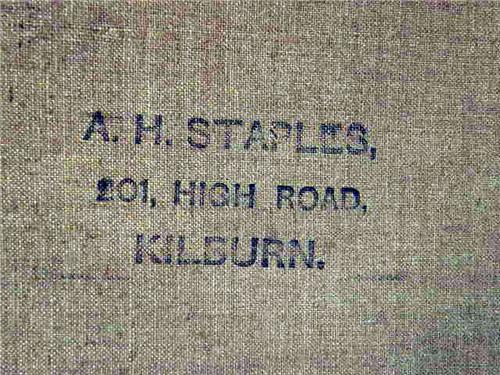 A. H. STAPLES,
201, HIGH ROAD,
KILBURN.